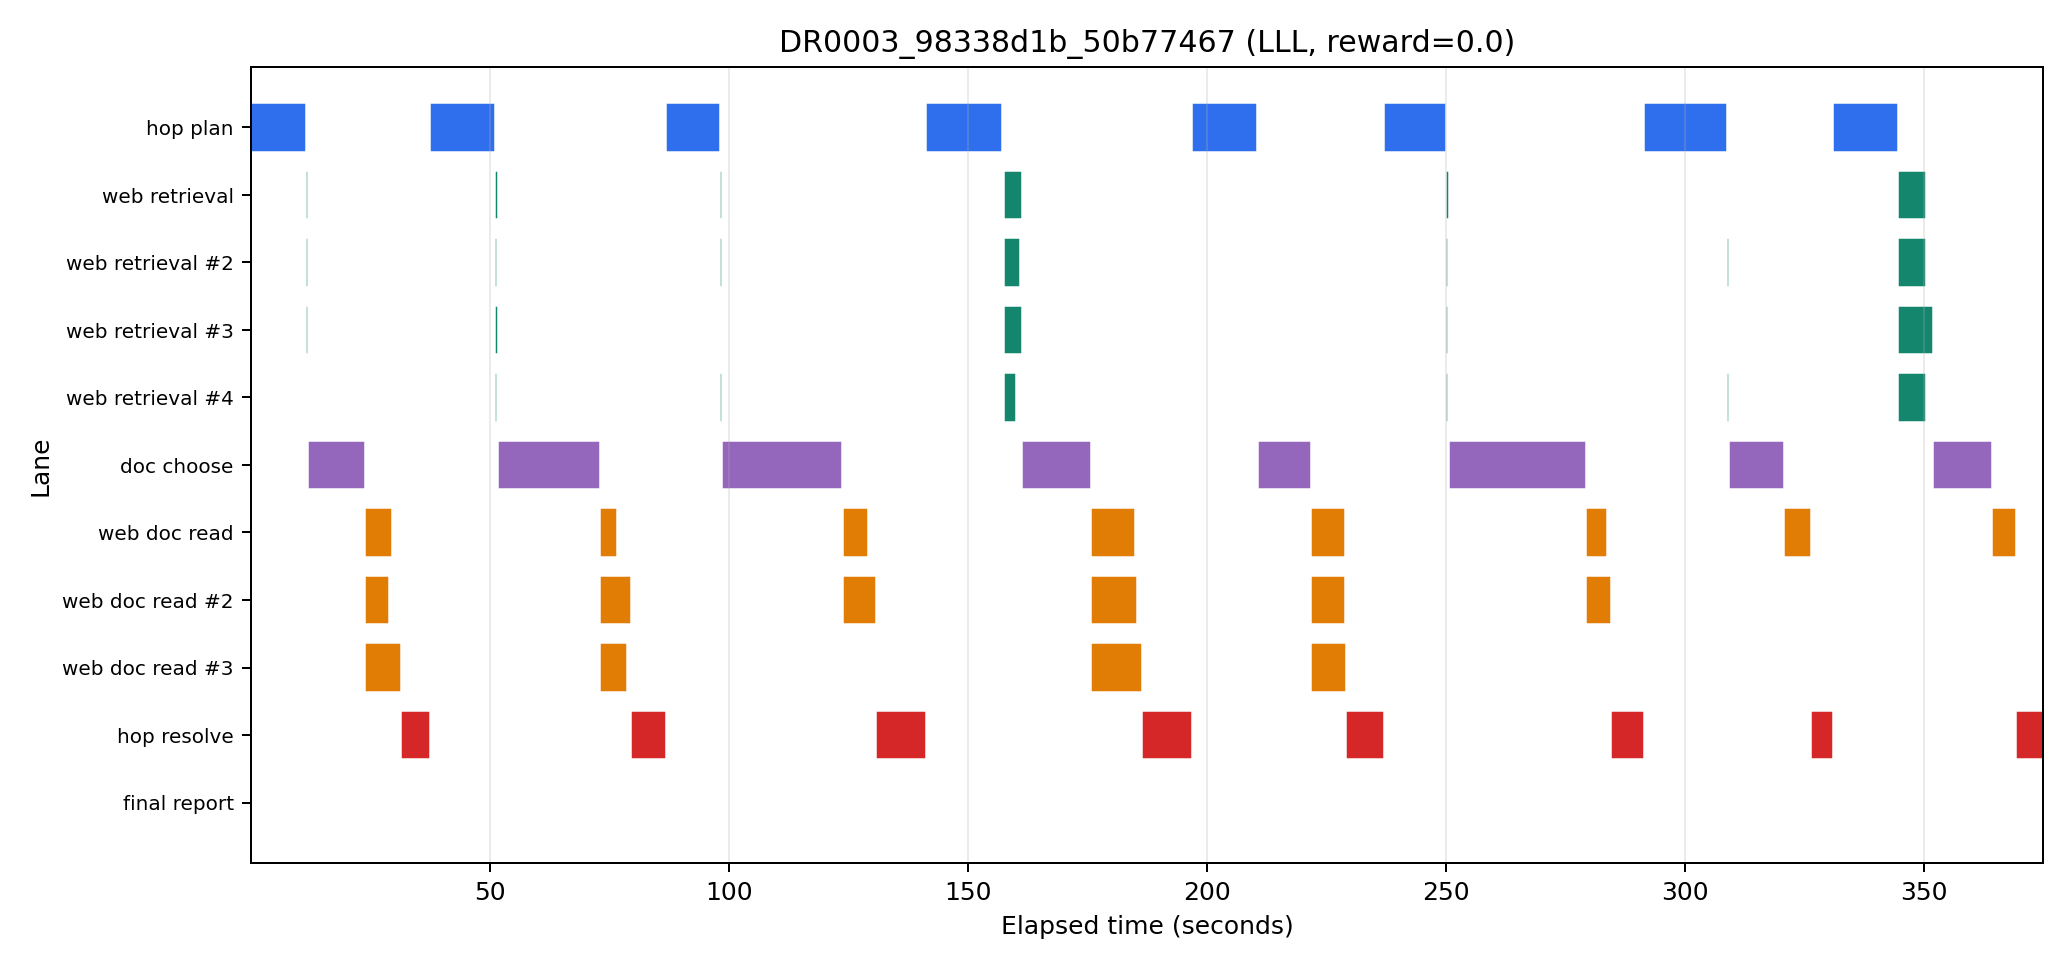 DR0003_98338d1b_50b77467 (LLL, reward=0.0)
hop plan
web retrieval
web retrieval #2
web retrieval #3
web retrieval #4
doc choose
web doc read
web doc read #2
web doc read #3
hop resolve
final report
Lane
50 100 150 200 250 300 350
Elapsed time (seconds)